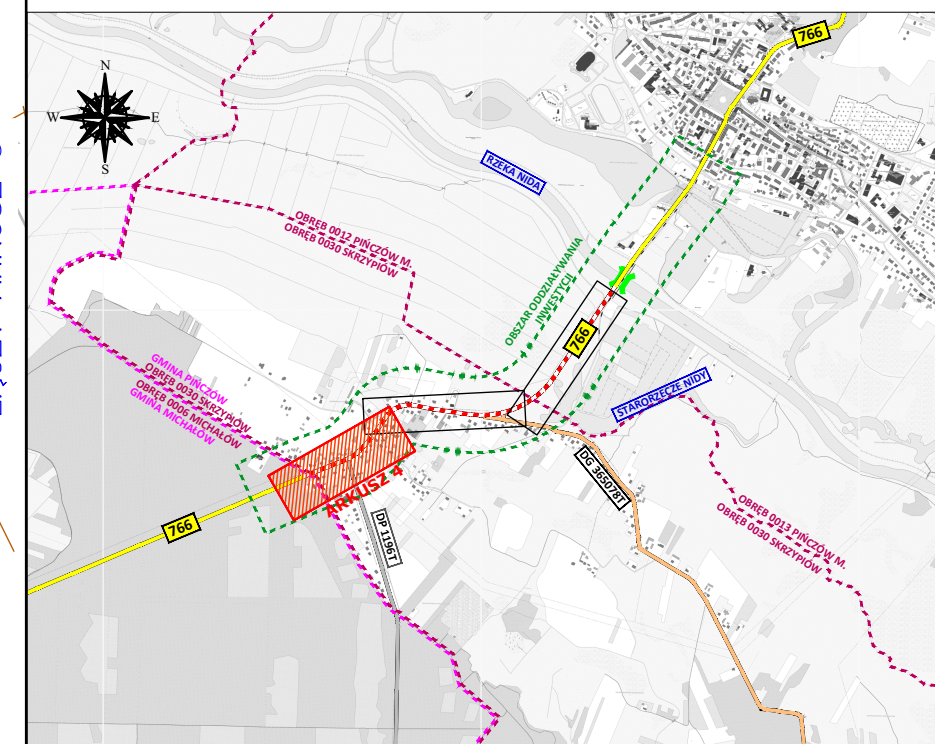 766
N
W E
S
RZEKA NIDA
OBRĘB 0012 PIŃCZÓW M.
OBRĘB 0030 SKRZYPIÓW
OBSZAR ODDZIAŁYWANIA
INWESTYCJI
766
GMINA PIŃCZÓW
OBRĘB 0030 SKRZYPIÓW
OBRĘB 0006 MICHAŁÓW
GMINA MICHAŁÓW
STARORZECZE NIDY
ARKUSZ 4
DG 365078T
766
DP 1196T
OBRĘB 0013 PIŃCZÓW M.
OBRĘB 0030 SKRZYPIÓW